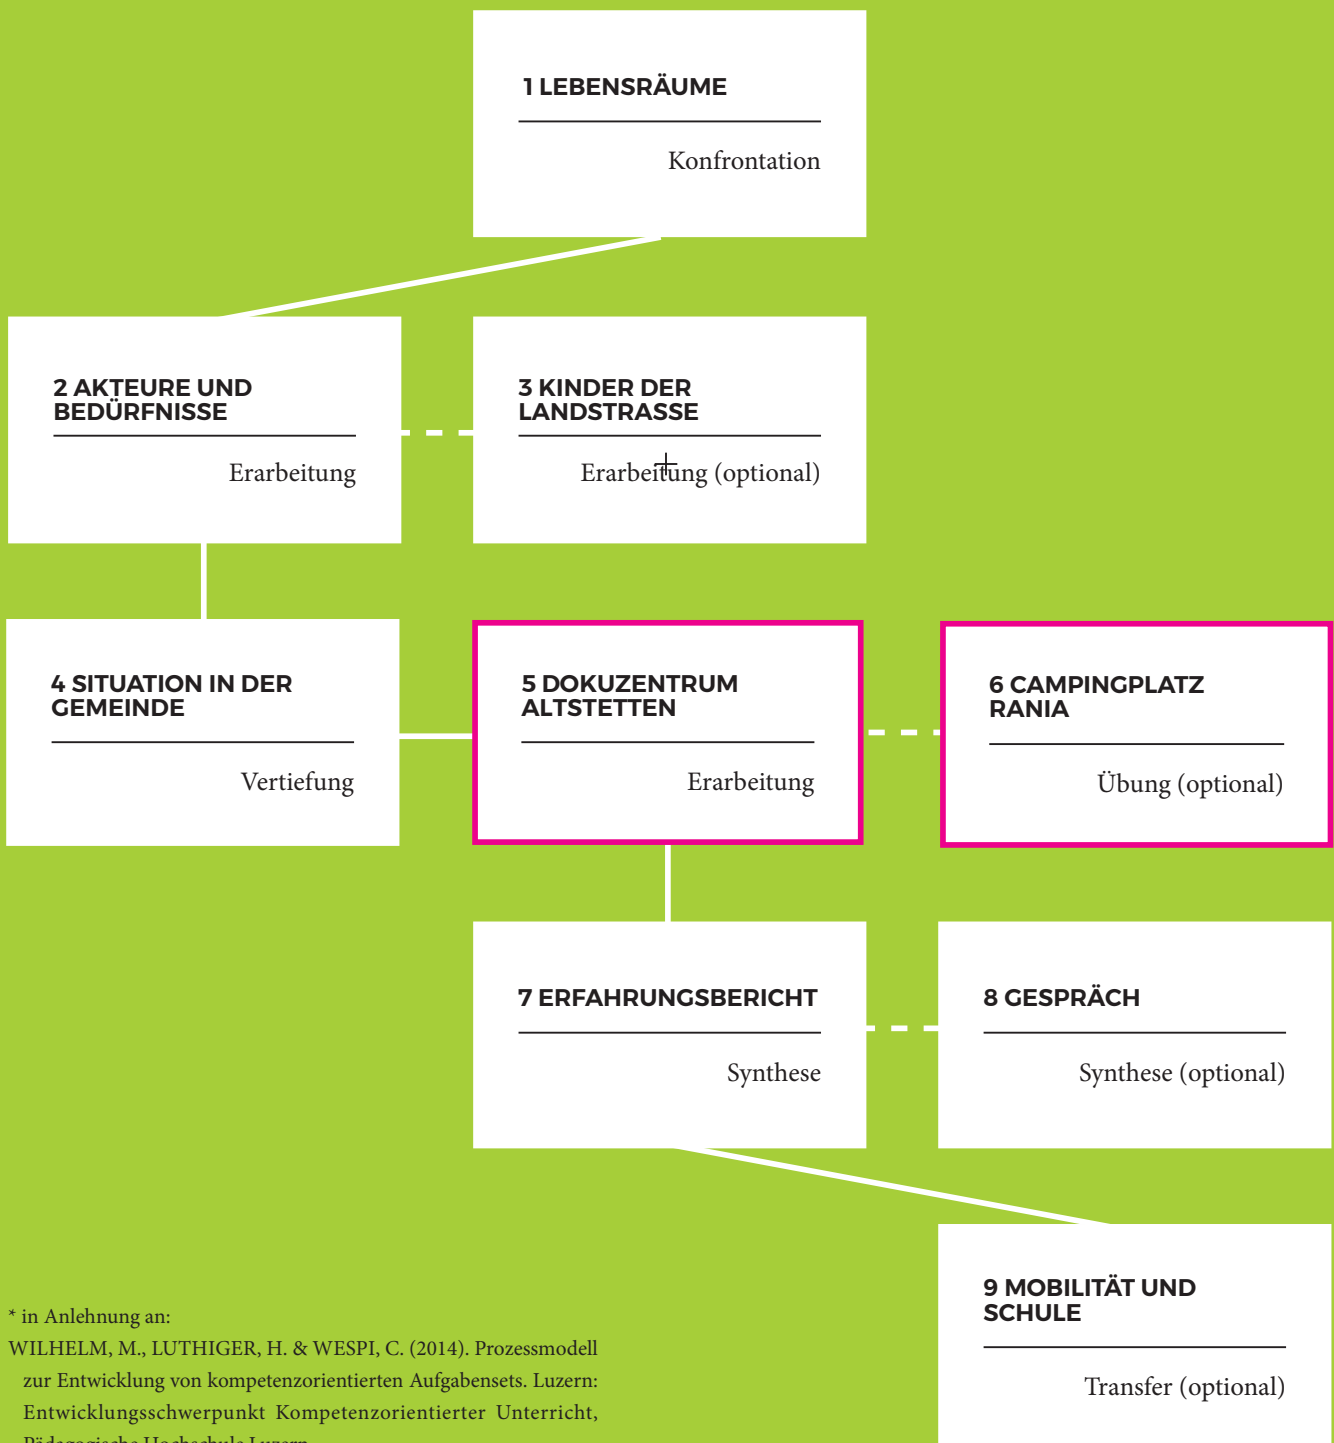 1 LEBENSRÄUME
Konfrontation
2 AKTEURE UND
BEDÜRFNISSE
Erarbeitung
3 KINDER DER
LANDSTRASSE
Erarbeitung (optional)
4 SITUATION IN DER
GEMEINDE
Vertiefung
5 DOKUZENTRUM
ALTSTETTEN
Erarbeitung
6 CAMPINGPLATZ
RANIA
Übung (optional)
7 ERFAHRUNGSBERICHT
Synthese
8 GESPRÄCH
Synthese (optional)
9 MOBILITÄT UND
SCHULE
Transfer (optional)
* in Anlehnung an:
WILHELM, M., LUTHIGER, H. & WESPI, C. (2014). Prozessmodell
zur Entwicklung von kompetenzorientierten Aufgabensets. Luzern:
Entwicklungsschwerpunkt Kompetenzorientierter Unterricht,
Pädagogische Hochschule Luzern